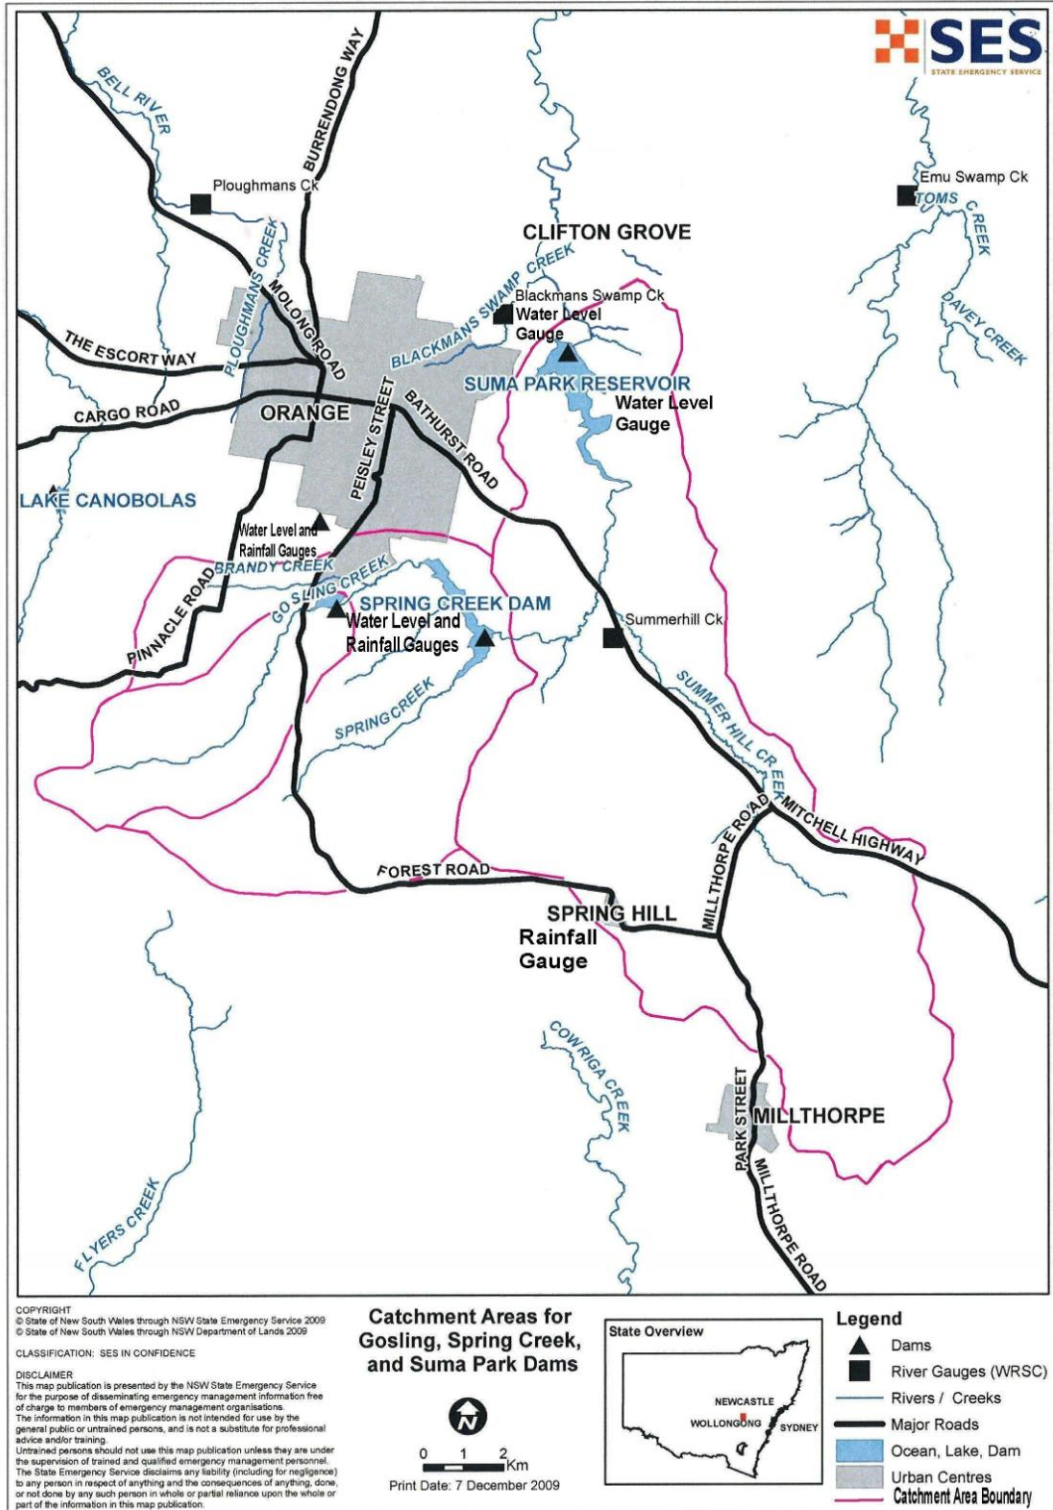 SES
STATE EMERGENCY SERVICE
BELL RIVER
BURRENDONG WAY
Ploughmans Ck
Emu Swamp Ck
TOMS CREEK
CLIFTON GROVE
PLOUGHMANS CREEK
BLACKMANS SWAMP CREEK
Blackmans Swamp Ck
Water Level
Gauge
MOLONG ROAD
DAVEY CREEK
THE ESCORT WAY
SUMA PARK RESERVOIR
Water Level
Gauge
CARGO ROAD
ORANGE
PEISLEY STREET
BATHURST ROAD
LAKE CANOBOLAS
Water Level and
Rainfall Gauges
BRANDY CREEK
GOSLING CREEK
PINNACLE ROAD
SPRING CREEK DAM
Water Level and
Rainfall Gauges
Summerhill Ck
SPRING CREEK
SUMMER HILL CREEK
MITCHELL HIGHWAY
MILLTHORPE ROAD
FOREST ROAD
SPRING HILL
Rainfall
Gauge
COWRIGA CREEK
FLYERS CREEK
PARK STREET
MILLTHORPE
MILLTHORPE ROAD
COPYRIGHT
© State of New South Wales through NSW State Emergency Service 2009
© State of New South Wales through NSW Department of Lands 2009
CLASSIFICATION: SES IN CONFIDENCE
DISCLAIMER
This map publication is presented by the NSW State Emergency Service
for the purpose of disseminating emergency management information free
of charge to members of emergency management organisations.
The information in this map publication is not intended for use by the
general public or untrained persons, and is not a substitute for professional
advice and/or training.
Untrained persons should not use this map publication unless they are under
the supervision of trained and qualified emergency management personnel.
The State Emergency Service disclaims any liability (including for negligence)
to any person in respect of anything and the consequences of anything, done,
or not done by any such person in whole or partial reliance upon the whole or
part of the information in this map publication.
Catchment Areas for
Gosling, Spring Creek,
and Suma Park Dams
N
0 1 2
Km
Print Date: 7 December 2009
State Overview
NEWCASTLE
WOLLONGONG
SYDNEY
Legend
Dams
River Gauges (WRSC)
Rivers / Creeks
Major Roads
Ocean, Lake, Dam
Urban Centres
Catchment Area Boundary